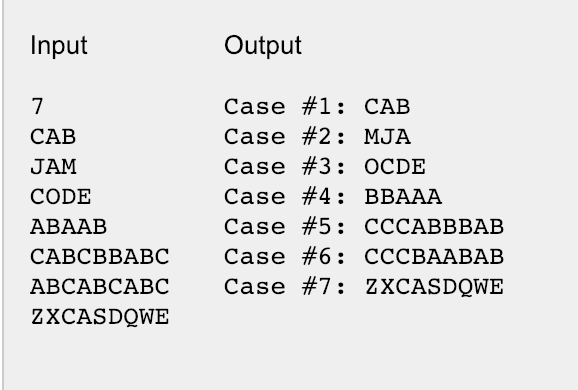 Input Output
7 Case #1: CAB
CAB Case #2: MJA
JAM Case #3: OCDE
CODE Case #4: BBAAA
ABAAB Case #5: CCCABBBAB
CABCBBABC Case #6: CCCBAABAB
ABCABCABC Case #7: ZXCASDQWE
ZXCASDQWE